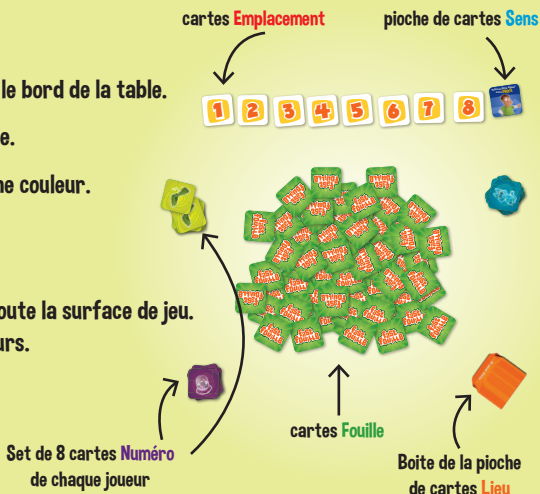 cartes Emplacement
pioche de cartes Sens
le bord de la table.
1 2 3 4 5 6 7 8
e.
ne couleur.
oute la surface de jeu.
urs.
cartes Fouille
Set de 8 cartes Numéro
de chaque joueur
Boite de la pioche
de cartes Lieu